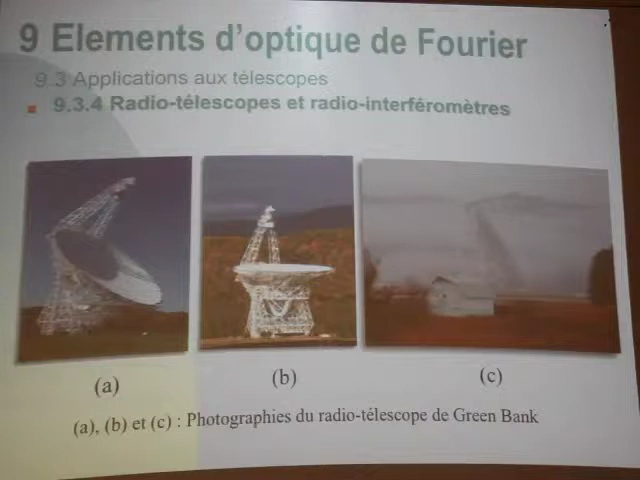 9 Elements d'optique de Fourier
9.3 Applications aux télescopes
9.3.4 Radio-télescopes et radio-interféromètres
(a) (b) (c)
(a), (b) et (c) : Photographies du radio-télescope de Green Bank